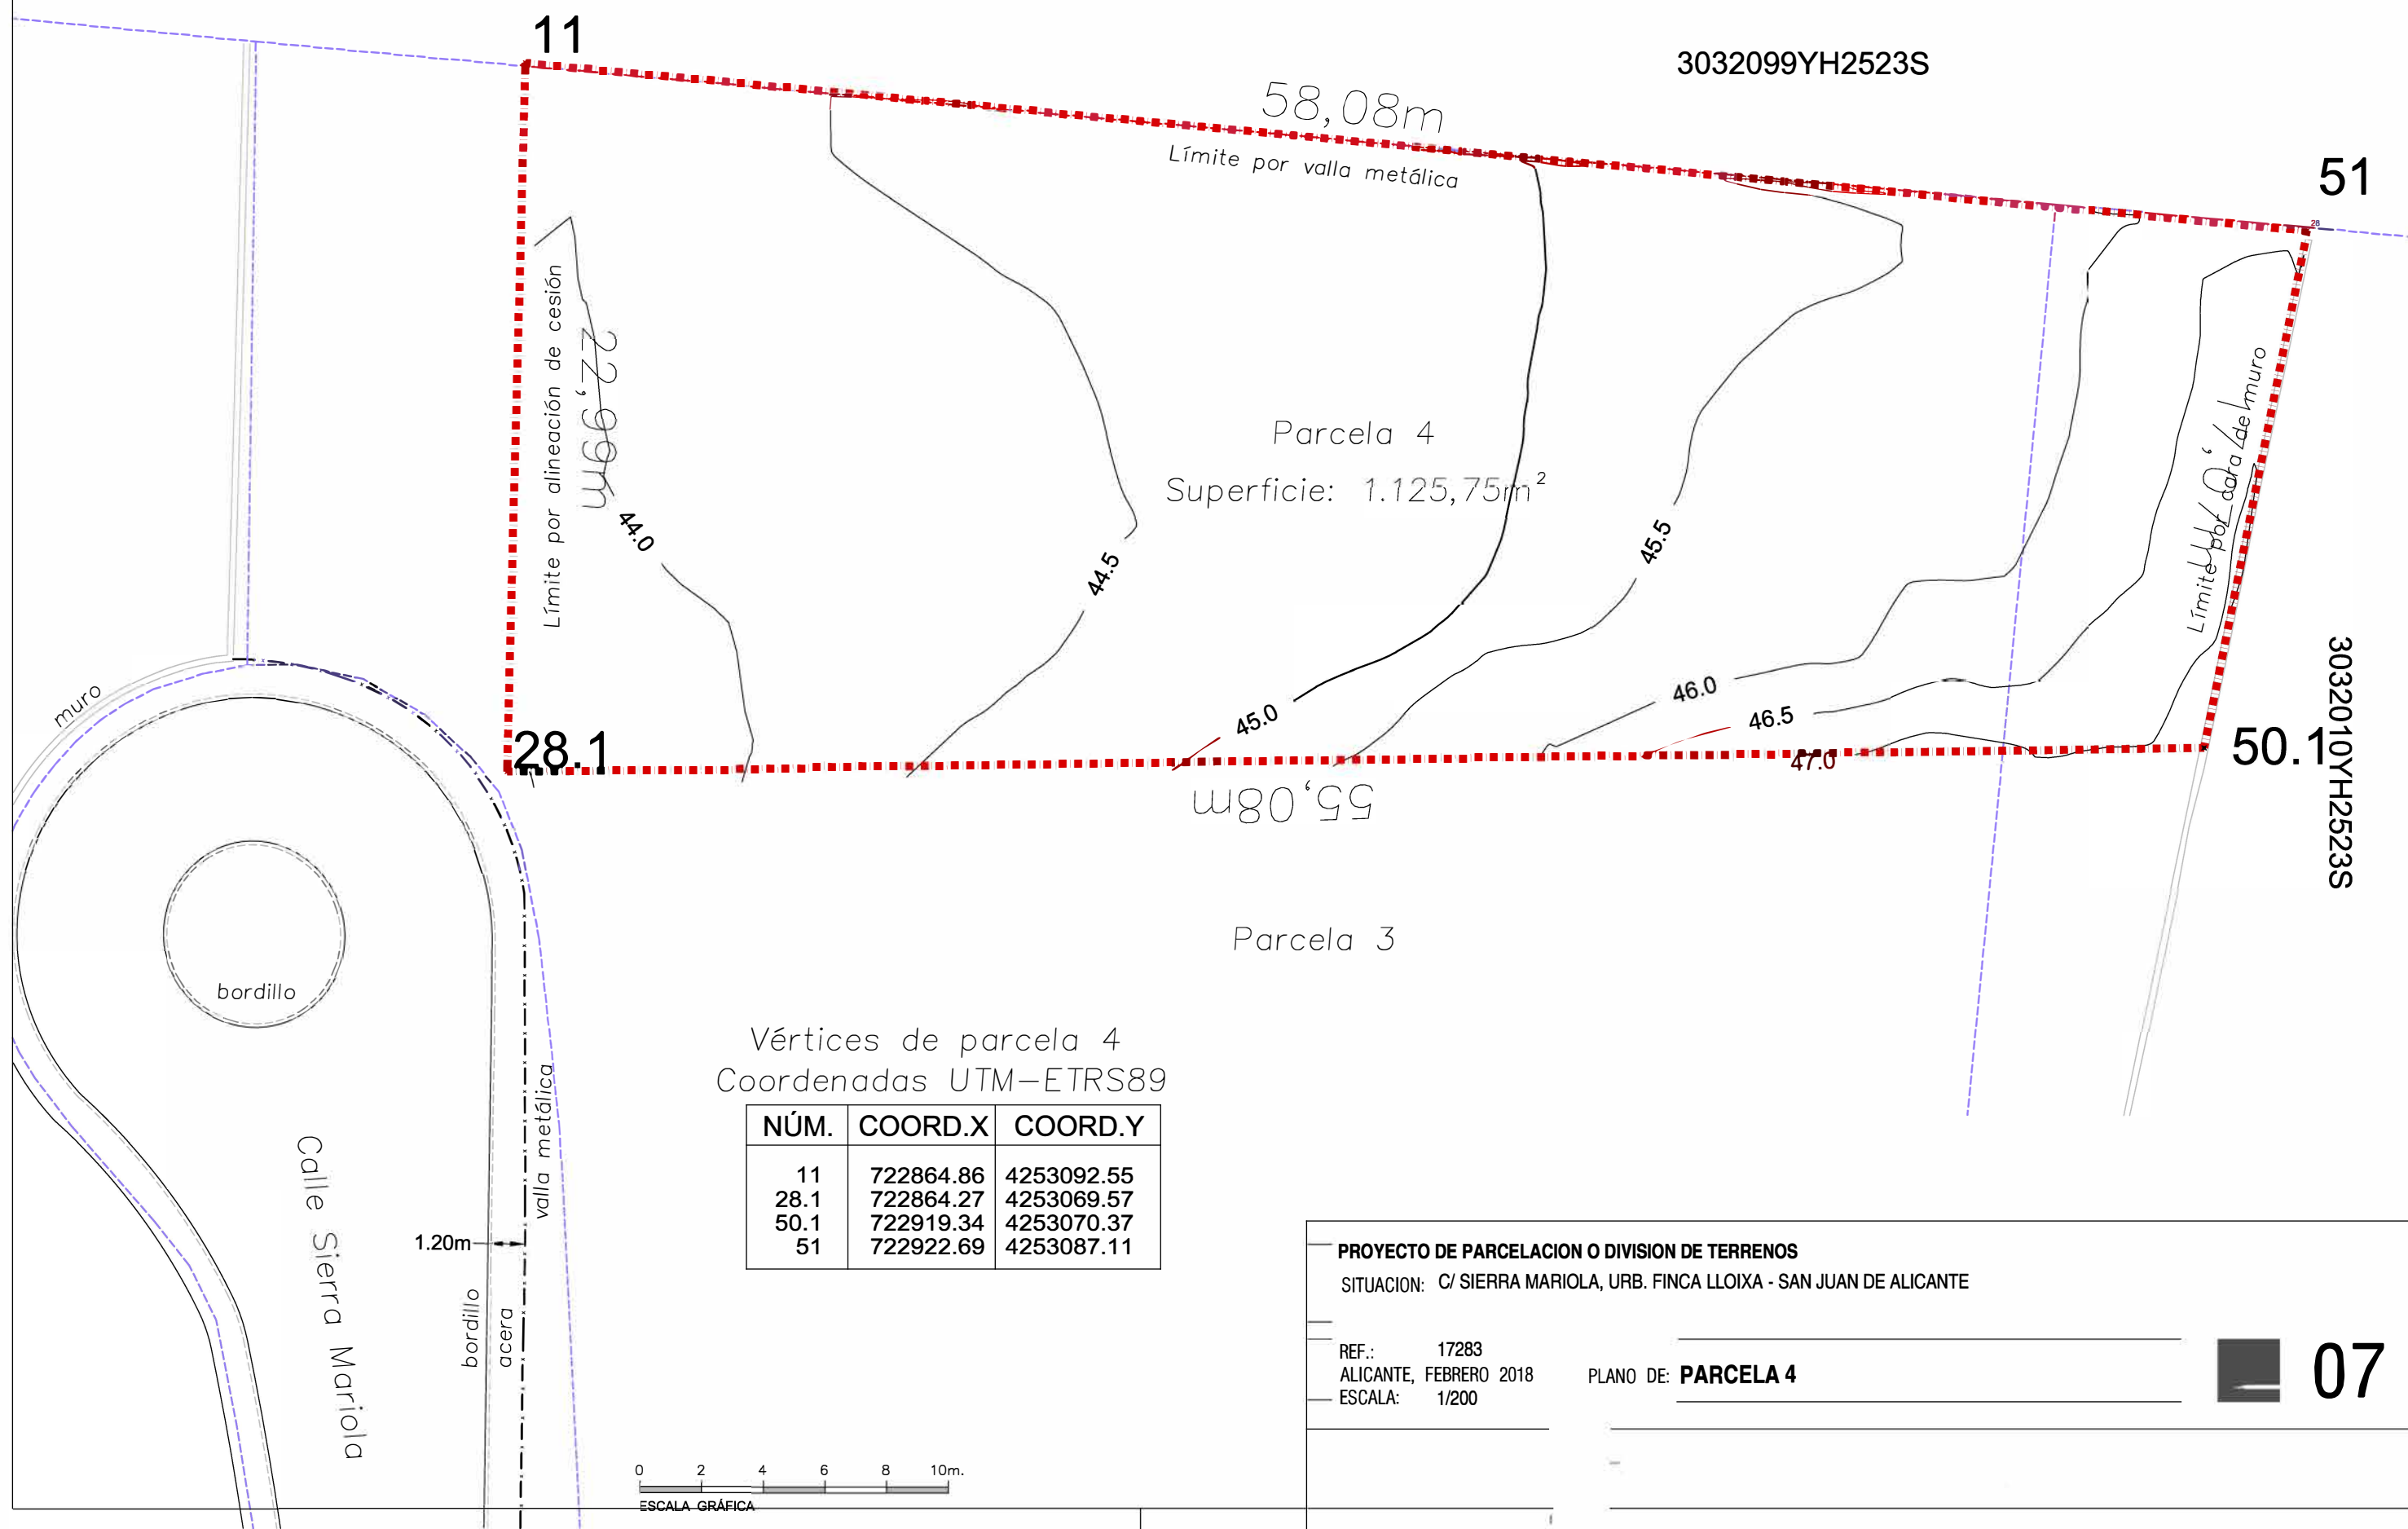 11
3032099YH2523S
58,08m
Límite por valla metálica
51
28
Límite por alineación de cesión
22,99m
Parcela 4
Superficie: 1.125,75m²
Límite por cara de muro
44.0
44.5
45.0
45.5
46.0
46.5
47.0
28.1
50.1
3032010YH2523S
55,08m
muro
Parcela 3
bordillo
Vértices de parcela 4
Coordenadas UTM-ETRS89
NÚM. COORD.X COORD.Y
11 722864.86 4253092.55
28.1 722864.27 4253069.57
50.1 722919.34 4253070.37
51 722922.69 4253087.11
valla metálica
Calle Sierra Mariola
1.20m
bordillo
acera
PROYECTO DE PARCELACION O DIVISION DE TERRENOS
SITUACION: C/ SIERRA MARIOLA, URB. FINCA LLOIXA - SAN JUAN DE ALICANTE
REF.: 17283
ALICANTE, FEBRERO 2018
ESCALA: 1/200
PLANO DE: PARCELA 4
07
0 2 4 6 8 10m.
ESCALA GRÁFICA